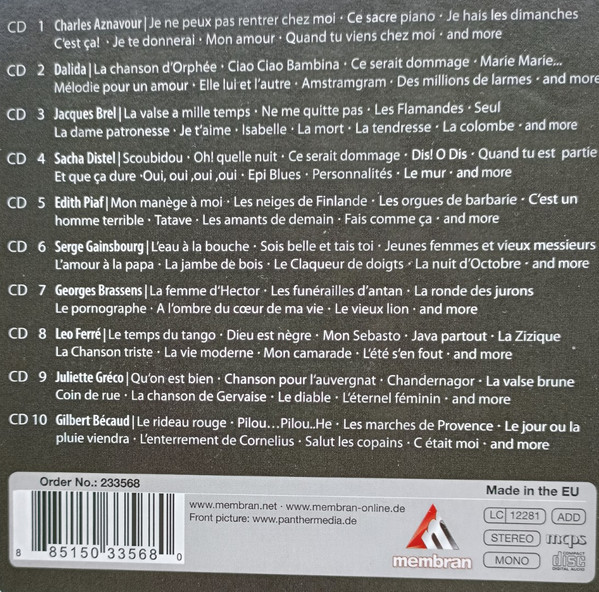 CD 1 Charles Aznavour | Je ne peux pas rentrer chez moi · Ce sacre piano · Je hais les dimanches
C'est ça! · Je te donnerai · Mon amour · Quand tu viens chez moi · and more
CD 2 Dalida | La chanson d'Orphée · Ciao Ciao Bambina · Ce serait dommage · Marie Marie...
Mélodie pour un amour · Elle lui et l'autre · Amstramgram · Des millions de larmes · and more
CD 3 Jacques Brel | La valse a mille temps · Ne me quitte pas · Les Flamandes · Seul
La dame patronesse · Je t'aime · Isabelle · La mort · La tendresse · La colombe · and more
CD 4 Sacha Distel | Scoubidou · Oh! quelle nuit · Ce serait dommage · Dis! O Dis · Quand tu est partie
Et que ça dure ·Oui, oui ,oui ,oui · Epi Blues · Personnalités · Le mur · and more
CD 5 Edith Piaf | Mon manège à moi · Les neiges de Finlande · Les orgues de barbarie · C'est un
homme terrible · Tatave · Les amants de demain · Fais comme ça · and more
CD 6 Serge Gainsbourg | L'eau à la bouche · Sois belle et tais toi · Jeunes femmes et vieux messieurs
L'amour à la papa · La jambe de bois · Le Claqueur de doigts · La nuit d'Octobre · and more
CD 7 Georges Brassens | La femme d'Hector · Les funérailles d'antan · La ronde des jurons
Le pornographe · A l'ombre du cœur de ma vie · Le vieux lion · and more
CD 8 Leo Ferré | Le temps du tango · Dieu est nègre · Mon Sebasto · Java partout · La Zizique
La Chanson triste · La vie moderne · Mon camarade · L'été s'en fout · and more
CD 9 Juliette Gréco | Qu'on est bien · Chanson pour l'auvergnat · Chandernagor · La valse brune
Coin de rue · La chanson de Gervaise · Le diable · L'éternel féminin · and more
CD 10 Gilbert Bécaud | Le rideau rouge · Pilou...Pilou..He · Les marches de Provence · Le jour ou la
pluie viendra · L'enterrement de Cornelius · Salut les copains · C était moi · and more
Order No.: 233568
8 85150 33568 0
www.membran.net · www.membran-online.de
Front picture: www.panthermedia.de
membran
Made in the EU
LC 12281 ADD
STEREO mcps
MONO COMPACT disc DIGITAL AUDIO